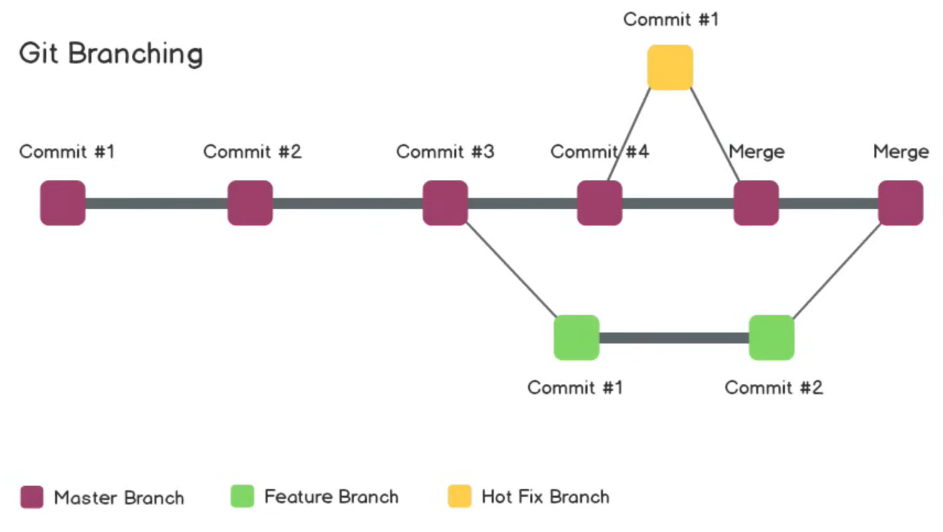 Commit #1
Git Branching
Commit #1
Commit #2
Commit #3
Commit #4
Merge
Merge
Commit #1
Commit #2
Master Branch
Feature Branch
Hot Fix Branch